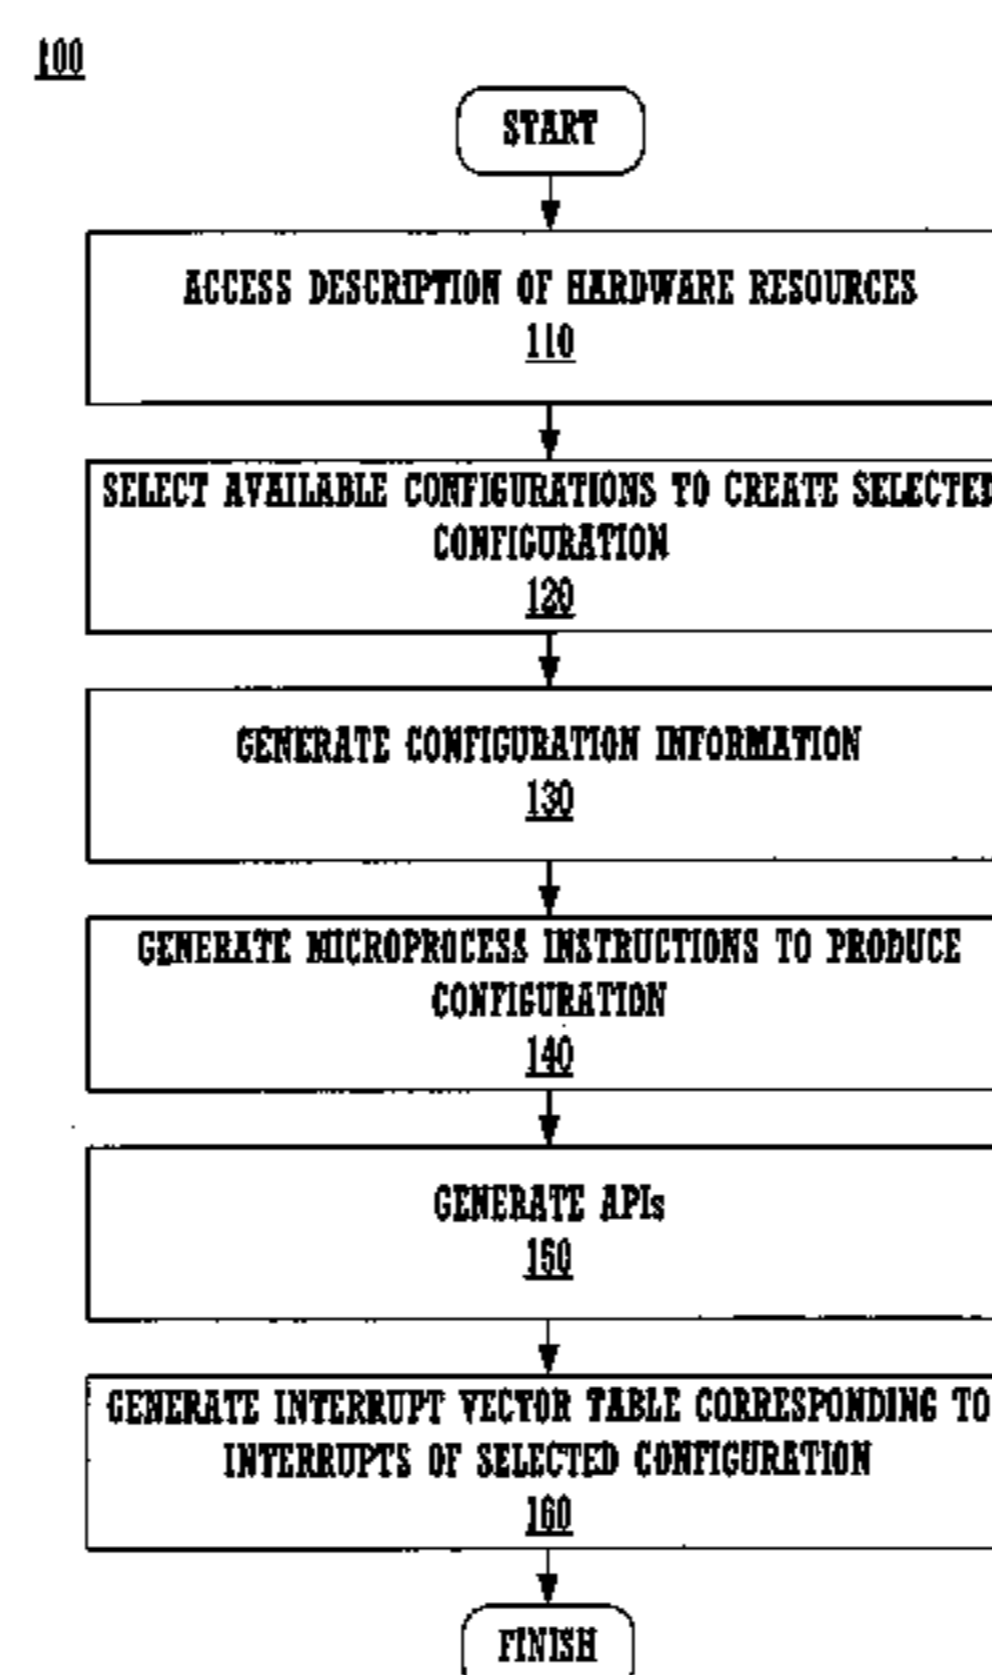 100
START
ACCESS DESCRIPTION OF HARDWARE RESOURCES
110
SELECT AVAILABLE CONFIGURATIONS TO CREATE SELECTED
CONFIGURATION
120
GENERATE CONFIGURATION INFORMATION
130
GENERATE MICROPROCESS INSTRUCTIONS TO PRODUCE
CONFIGURATION
140
GENERATE APIs
150
GENERATE INTERRUPT VECTOR TABLE CORRESPONDING TO
INTERRUPTS OF SELECTED CONFIGURATION
160
FINISH